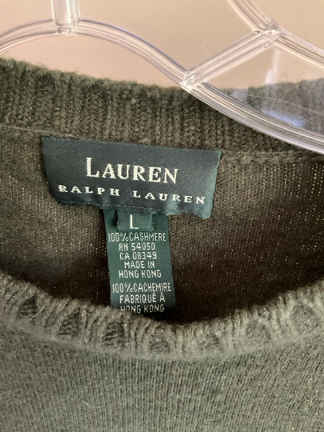 LAUREN
RALPH LAUREN
L
100% CASHMERE
RN 54050
CA 08349
MADE IN
HONG KONG
100% CACHEMIRE
FABRIQUÉ À
HONG KONG